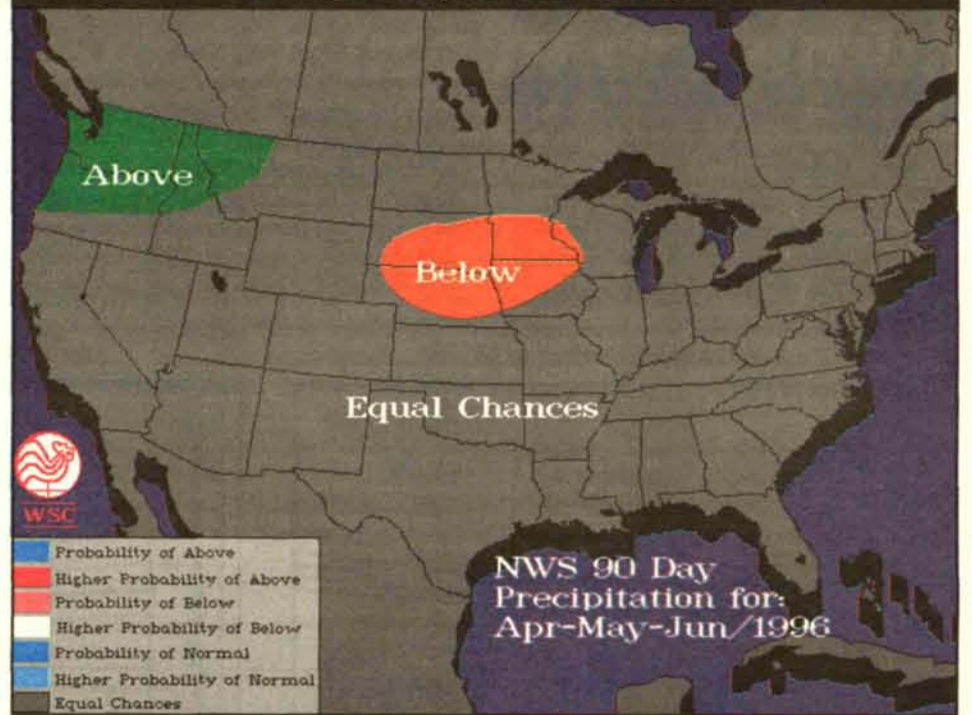 Above
Below
Equal Chances
WSC
NWS 90 Day
Precipitation for:
Apr-May-Jun/1996
Probability of Above
Higher Probability of Above
Probability of Below
Higher Probability of Below
Probability of Normal
Higher Probability of Normal
Equal Chances